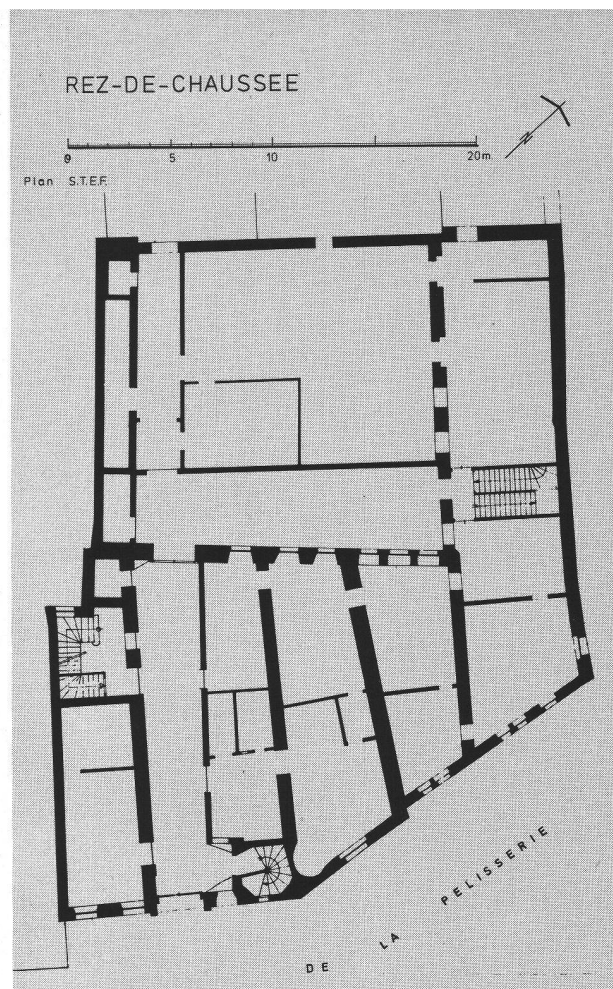 REZ-DE-CHAUSSEE
N
0 5 10 20m
Plan S.T.E.F.
DE LA PELISSERIE